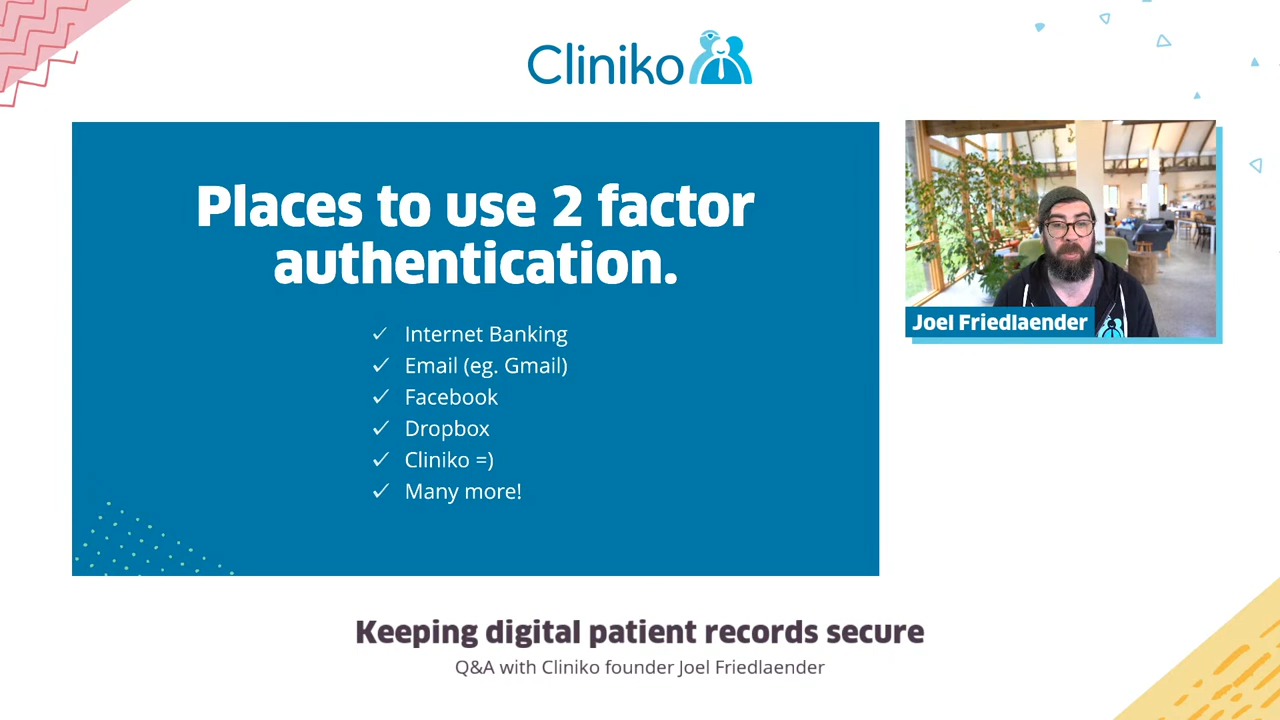 Cliniko
Places to use 2 factor
authentication.
✓ Internet Banking
✓ Email (eg. Gmail)
✓ Facebook
✓ Dropbox
✓ Cliniko =)
✓ Many more!
Joel Friedlaender
Keeping digital patient records secure
Q&A with Cliniko founder Joel Friedlaender